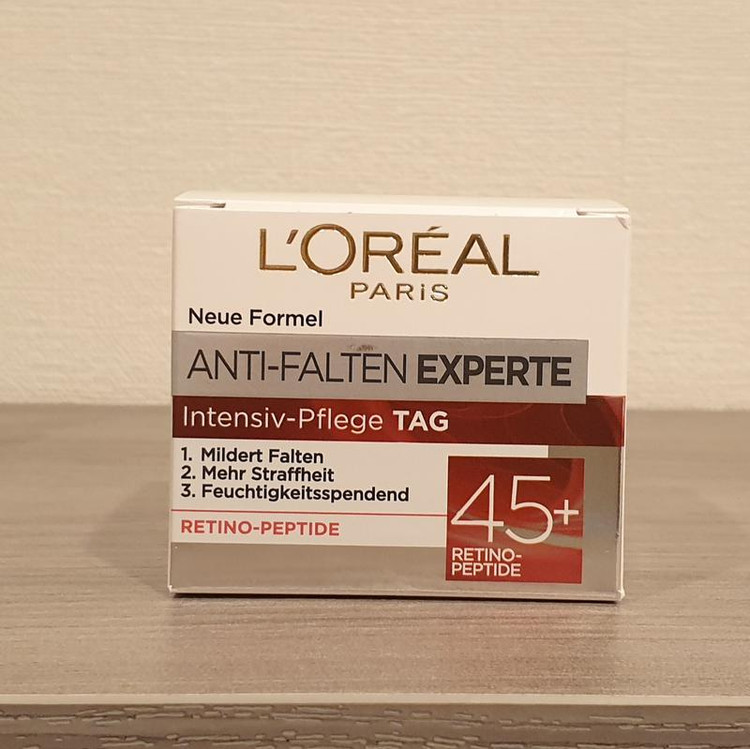 L'ORÉAL
PARiS
Neue Formel
ANTI-FALTEN EXPERTE
Intensiv-Pflege TAG
1. Mildert Falten
2. Mehr Straffheit
3. Feuchtigkeitsspendend
RETINO-PEPTIDE
45+
RETINO-
PEPTIDE